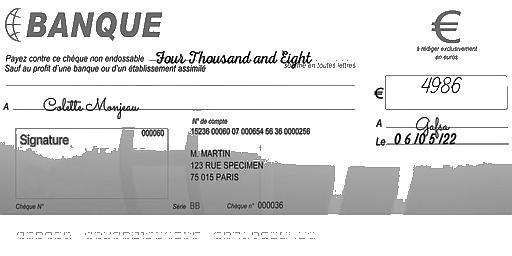 BANQUE
€
à rédiger exclusivement
en euros
Payez contre ce chèque non endossable Four Thousand and Eight
Sauf au profit d'une banque ou d'un établissement assimilé
somme en toutes lettres
€ 4986
A Colette Monjeau
A Gafsa
Le 06/05/22
Signature
000060
N° de compte
15236 00060 07 000654 56 36 0000256
M. MARTIN
123 RUE SPECIMEN
75 015 PARIS
Chèque N°
Série BB
Chèque n° 000036